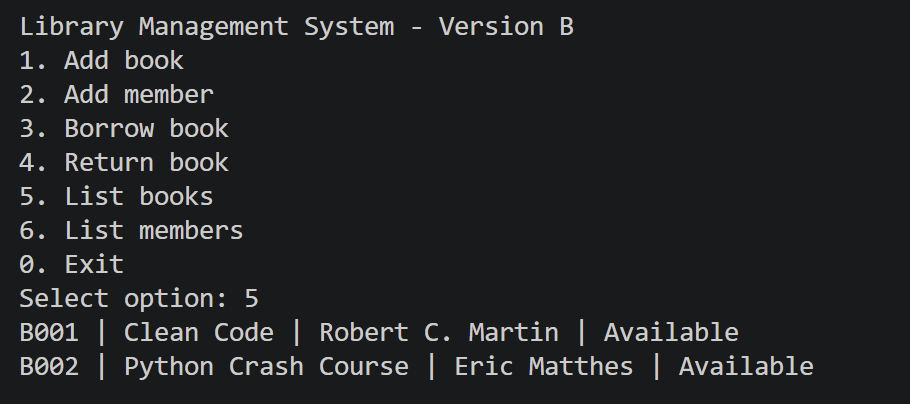 Library Management System - Version B
1. Add book
2. Add member
3. Borrow book
4. Return book
5. List books
6. List members
0. Exit
Select option: 5
B001 | Clean Code | Robert C. Martin | Available
B002 | Python Crash Course | Eric Matthes | Available